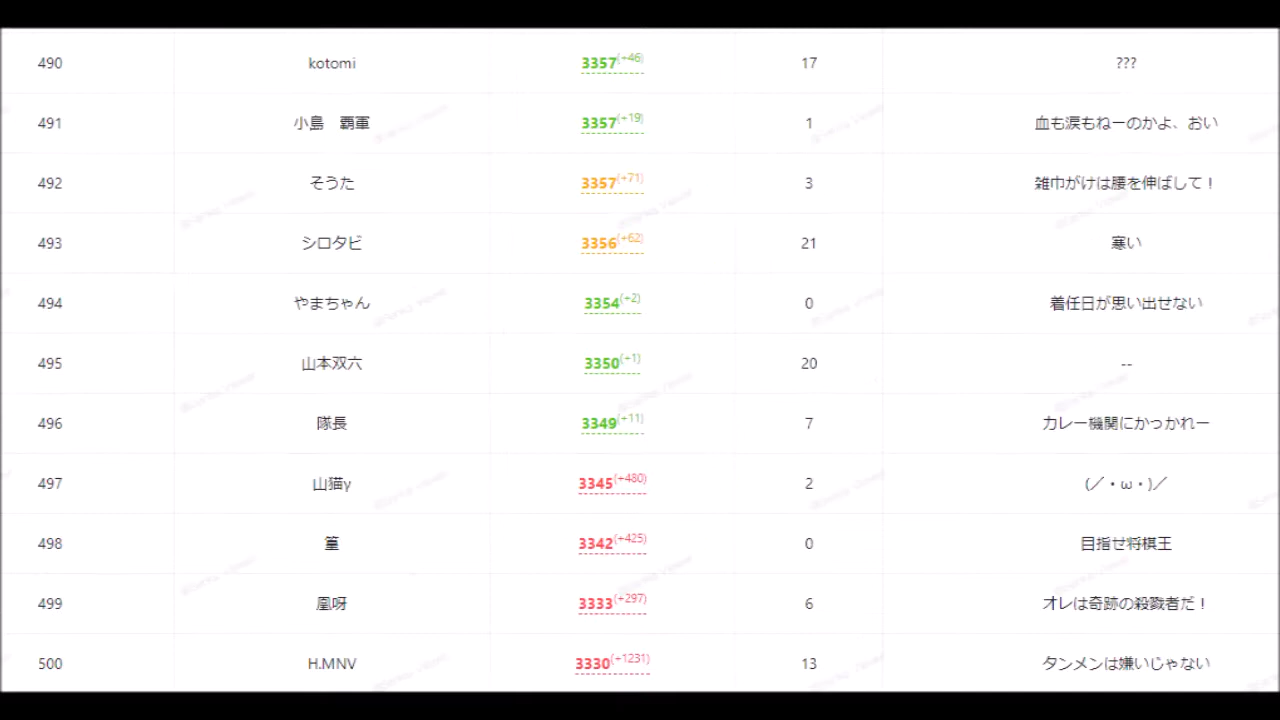 490 kotomi 3357(+46) 17 ???
491 小島　覇軍 3357(+19) 1 血も涙もねーのかよ、おい
492 そうた 3357(+71) 3 雑巾がけは腰を伸ばして！
493 シロタビ 3356(+62) 21 寒い
494 やまちゃん 3354(+2) 0 着任日が思い出せない
495 山本双六 3350(+1) 20 --
496 隊長 3349(+11) 7 カレー機関にかっかれー
497 山猫γ 3345(+480) 2 (／・ω・)／
498 3342(+425) 0 目指せ将棋王
499 凰呀 3333(+297) 6 オレは奇跡の殺戮者だ！
500 H.MNV 3330(+1231) 13 タンメンは嫌いじゃない